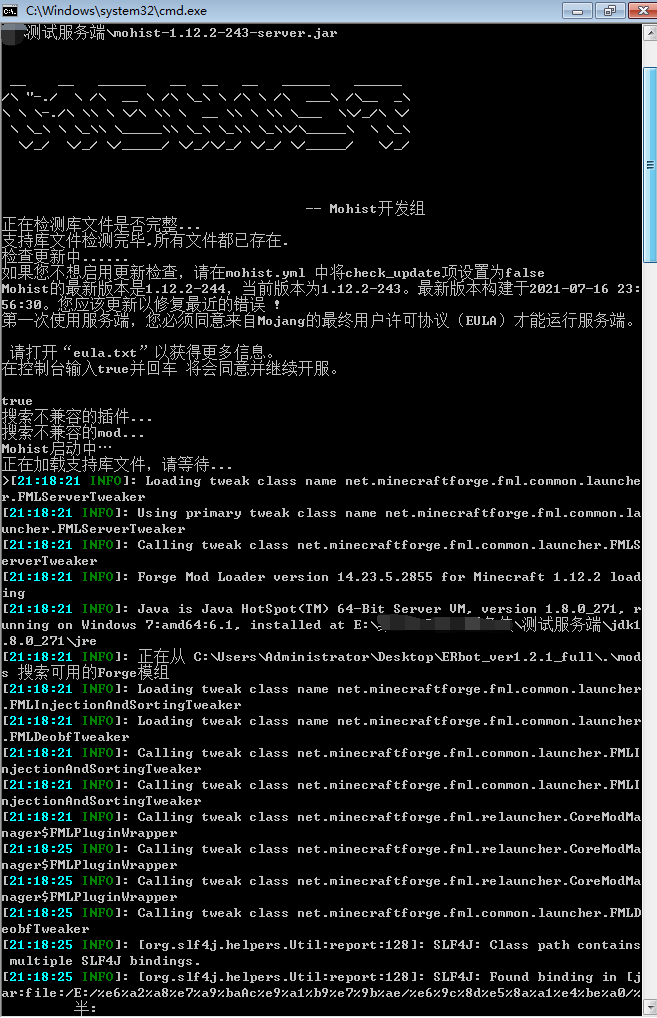 C:\Windows\system32\cmd.exe
测试服务端\mohist-1.12.2-243-server.jar
-- Mohist开发组
正在检测库文件是否完整...
支持库文件检测完毕,所有文件都已存在.
检查更新中......
如果您不想启用更新检查，请在mohist.yml 中将check_update项设置为false
Mohist的最新版本是1.12.2-244, 当前版本为1.12.2-243。最新版本构建于2021-07-16 23:
56:30。您应该更新以修复最近的错误 !
第一次使用服务端，您必须同意来自Mojang的最终用户许可协议（EULA）才能运行服务端。
请打开“eula.txt”以获得更多信息。
在控制台输入true并回车 将会同意并继续开服。
true
搜索不兼容的插件...
搜索不兼容的mod...
Mohist启动中…
正在加载支持库文件，请等待...
>[21:18:21 INFO]: Loading tweak class name net.minecraftforge.fml.common.launche
r.FMLServerTweaker
[21:18:21 INFO]: Using primary tweak class name net.minecraftforge.fml.common.la
uncher.FMLServerTweaker
[21:18:21 INFO]: Calling tweak class net.minecraftforge.fml.common.launcher.FMLS
erverTweaker
[21:18:21 INFO]: Forge Mod Loader version 14.23.5.2855 for Minecraft 1.12.2 load
ing
[21:18:21 INFO]: Java is Java HotSpot(TM) 64-Bit Server VM, version 1.8.0_271, r
unning on Windows 7:amd64:6.1, installed at E:\测试服务端\jdk1
.8.0_271\jre
[21:18:21 INFO]: 正在从 C:\Users\Administrator\Desktop\ERbot_ver1.2.1_full\.\mod
s 搜索可用的Forge模组
[21:18:21 INFO]: Loading tweak class name net.minecraftforge.fml.common.launcher
.FMLInjectionAndSortingTweaker
[21:18:21 INFO]: Loading tweak class name net.minecraftforge.fml.common.launcher
.FMLDeobfTweaker
[21:18:21 INFO]: Calling tweak class net.minecraftforge.fml.common.launcher.FMLI
njectionAndSortingTweaker
[21:18:21 INFO]: Calling tweak class net.minecraftforge.fml.common.launcher.FMLI
njectionAndSortingTweaker
[21:18:21 INFO]: Calling tweak class net.minecraftforge.fml.relauncher.CoreModMa
nager$FMLPluginWrapper
[21:18:25 INFO]: Calling tweak class net.minecraftforge.fml.relauncher.CoreModMa
nager$FMLPluginWrapper
[21:18:25 INFO]: Calling tweak class net.minecraftforge.fml.relauncher.CoreModMa
nager$FMLPluginWrapper
[21:18:25 INFO]: Calling tweak class net.minecraftforge.fml.common.launcher.FMLD
eobfTweaker
[21:18:25 INFO]: [org.slf4j.helpers.Util:report:128]: SLF4J: Class path contains
multiple SLF4J bindings.
[21:18:25 INFO]: [org.slf4j.helpers.Util:report:128]: SLF4J: Found binding in [j
ar:file:/E:/%e6%a2%a8%e7%a9%baAc%e9%a1%b9%e7%9b%ae/%e6%9c%8d%e5%8a%a1%e4%be%a0/%
半: